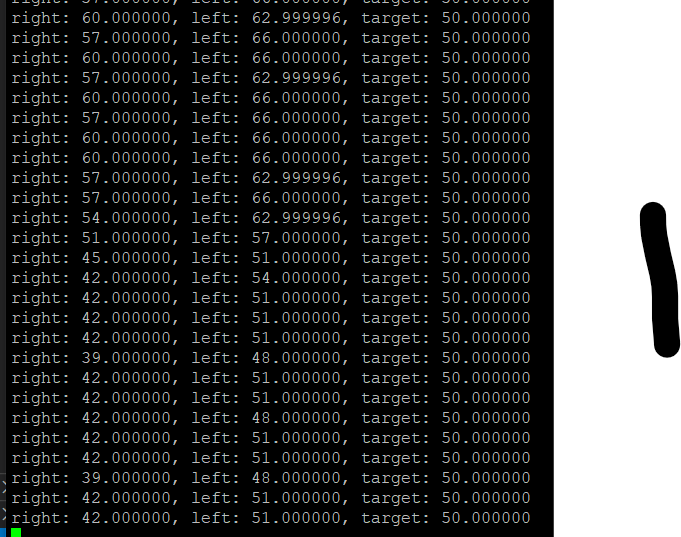 right: 60.000000, left: 62.999996, target: 50.000000
right: 57.000000, left: 66.000000, target: 50.000000
right: 60.000000, left: 66.000000, target: 50.000000
right: 57.000000, left: 62.999996, target: 50.000000
right: 60.000000, left: 66.000000, target: 50.000000
right: 57.000000, left: 66.000000, target: 50.000000
right: 60.000000, left: 66.000000, target: 50.000000
right: 60.000000, left: 66.000000, target: 50.000000
right: 57.000000, left: 62.999996, target: 50.000000
right: 57.000000, left: 66.000000, target: 50.000000
right: 54.000000, left: 62.999996, target: 50.000000
right: 51.000000, left: 57.000000, target: 50.000000
right: 45.000000, left: 51.000000, target: 50.000000
right: 42.000000, left: 54.000000, target: 50.000000
right: 42.000000, left: 51.000000, target: 50.000000
right: 42.000000, left: 51.000000, target: 50.000000
right: 42.000000, left: 51.000000, target: 50.000000
right: 39.000000, left: 48.000000, target: 50.000000
right: 42.000000, left: 51.000000, target: 50.000000
right: 42.000000, left: 51.000000, target: 50.000000
right: 42.000000, left: 48.000000, target: 50.000000
right: 42.000000, left: 51.000000, target: 50.000000
right: 42.000000, left: 51.000000, target: 50.000000
right: 39.000000, left: 48.000000, target: 50.000000
right: 42.000000, left: 51.000000, target: 50.000000
right: 42.000000, left: 51.000000, target: 50.000000